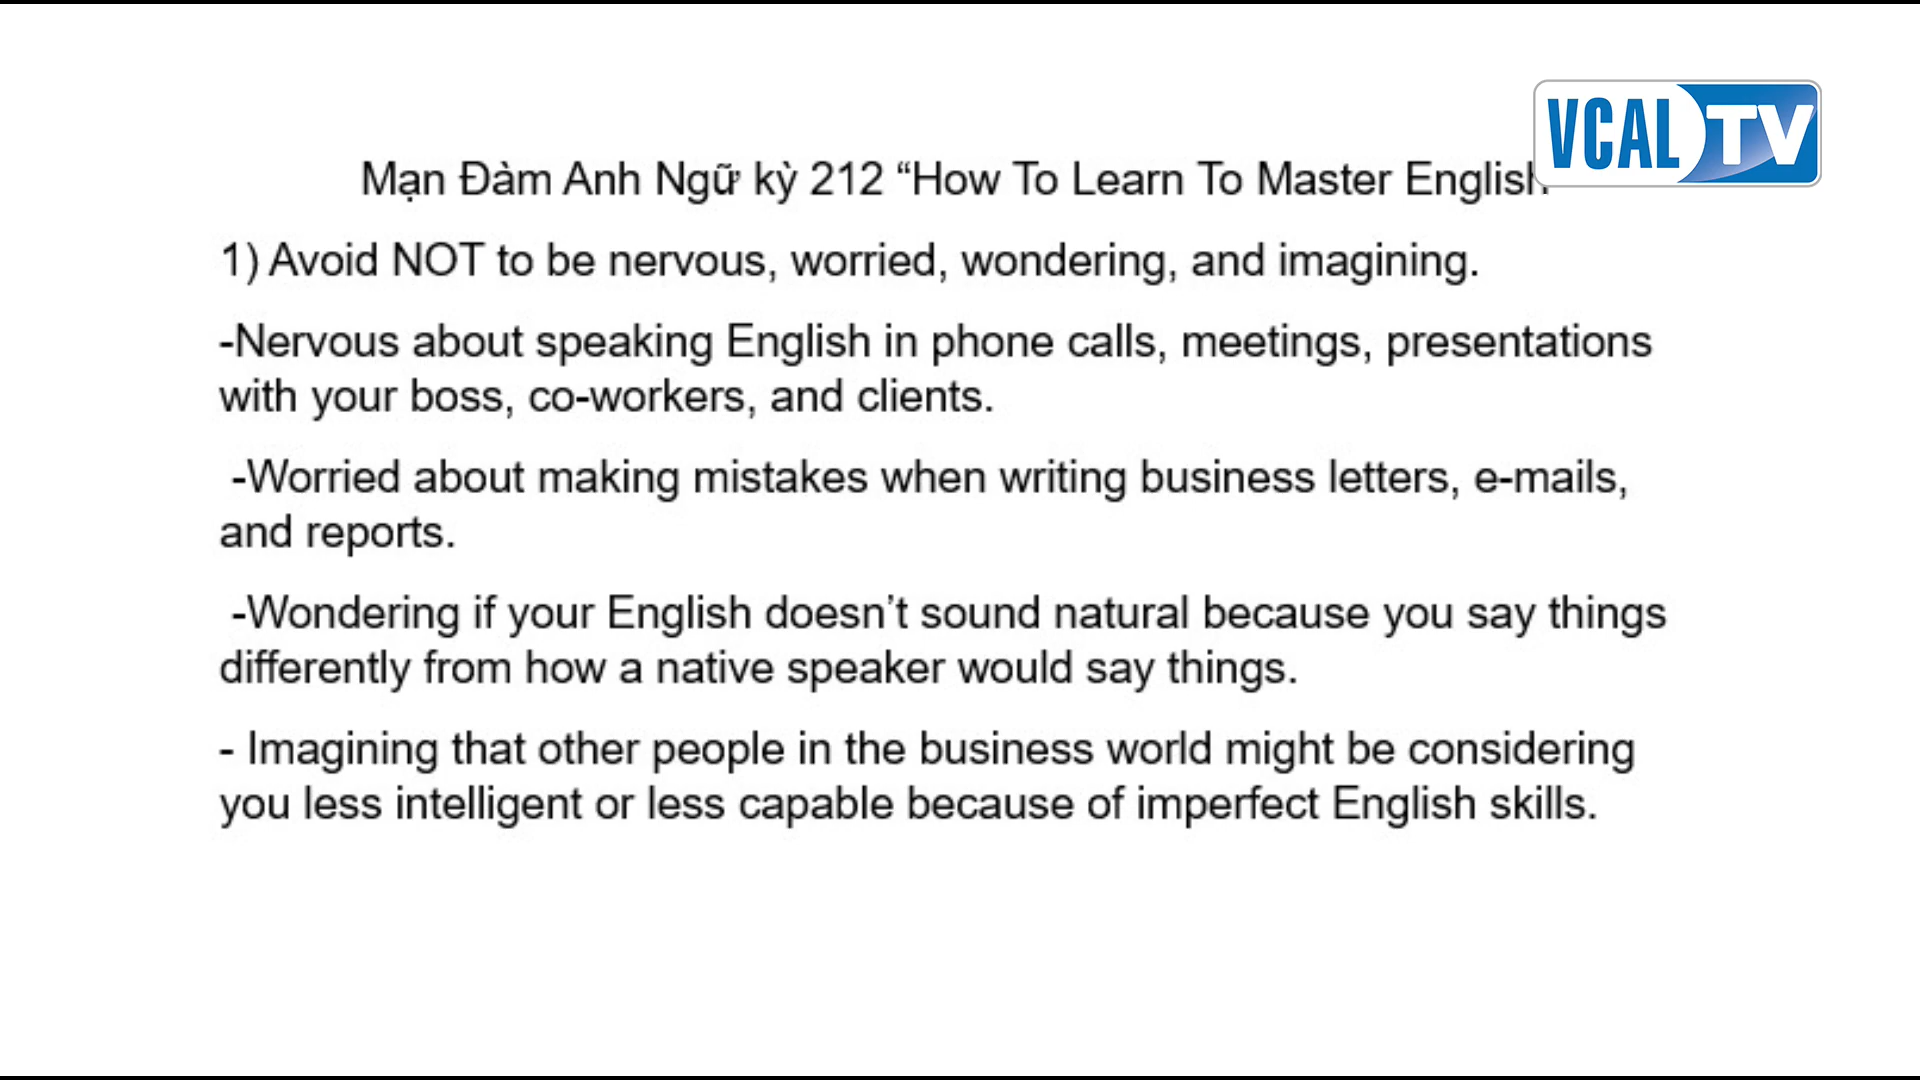 VCAL TV
Mạn Đàm Anh Ngữ kỳ 212 “How To Learn To Master English
1) Avoid NOT to be nervous, worried, wondering, and imagining.
-Nervous about speaking English in phone calls, meetings, presentations
with your boss, co-workers, and clients.
-Worried about making mistakes when writing business letters, e-mails,
and reports.
-Wondering if your English doesn’t sound natural because you say things
differently from how a native speaker would say things.
- Imagining that other people in the business world might be considering
you less intelligent or less capable because of imperfect English skills.